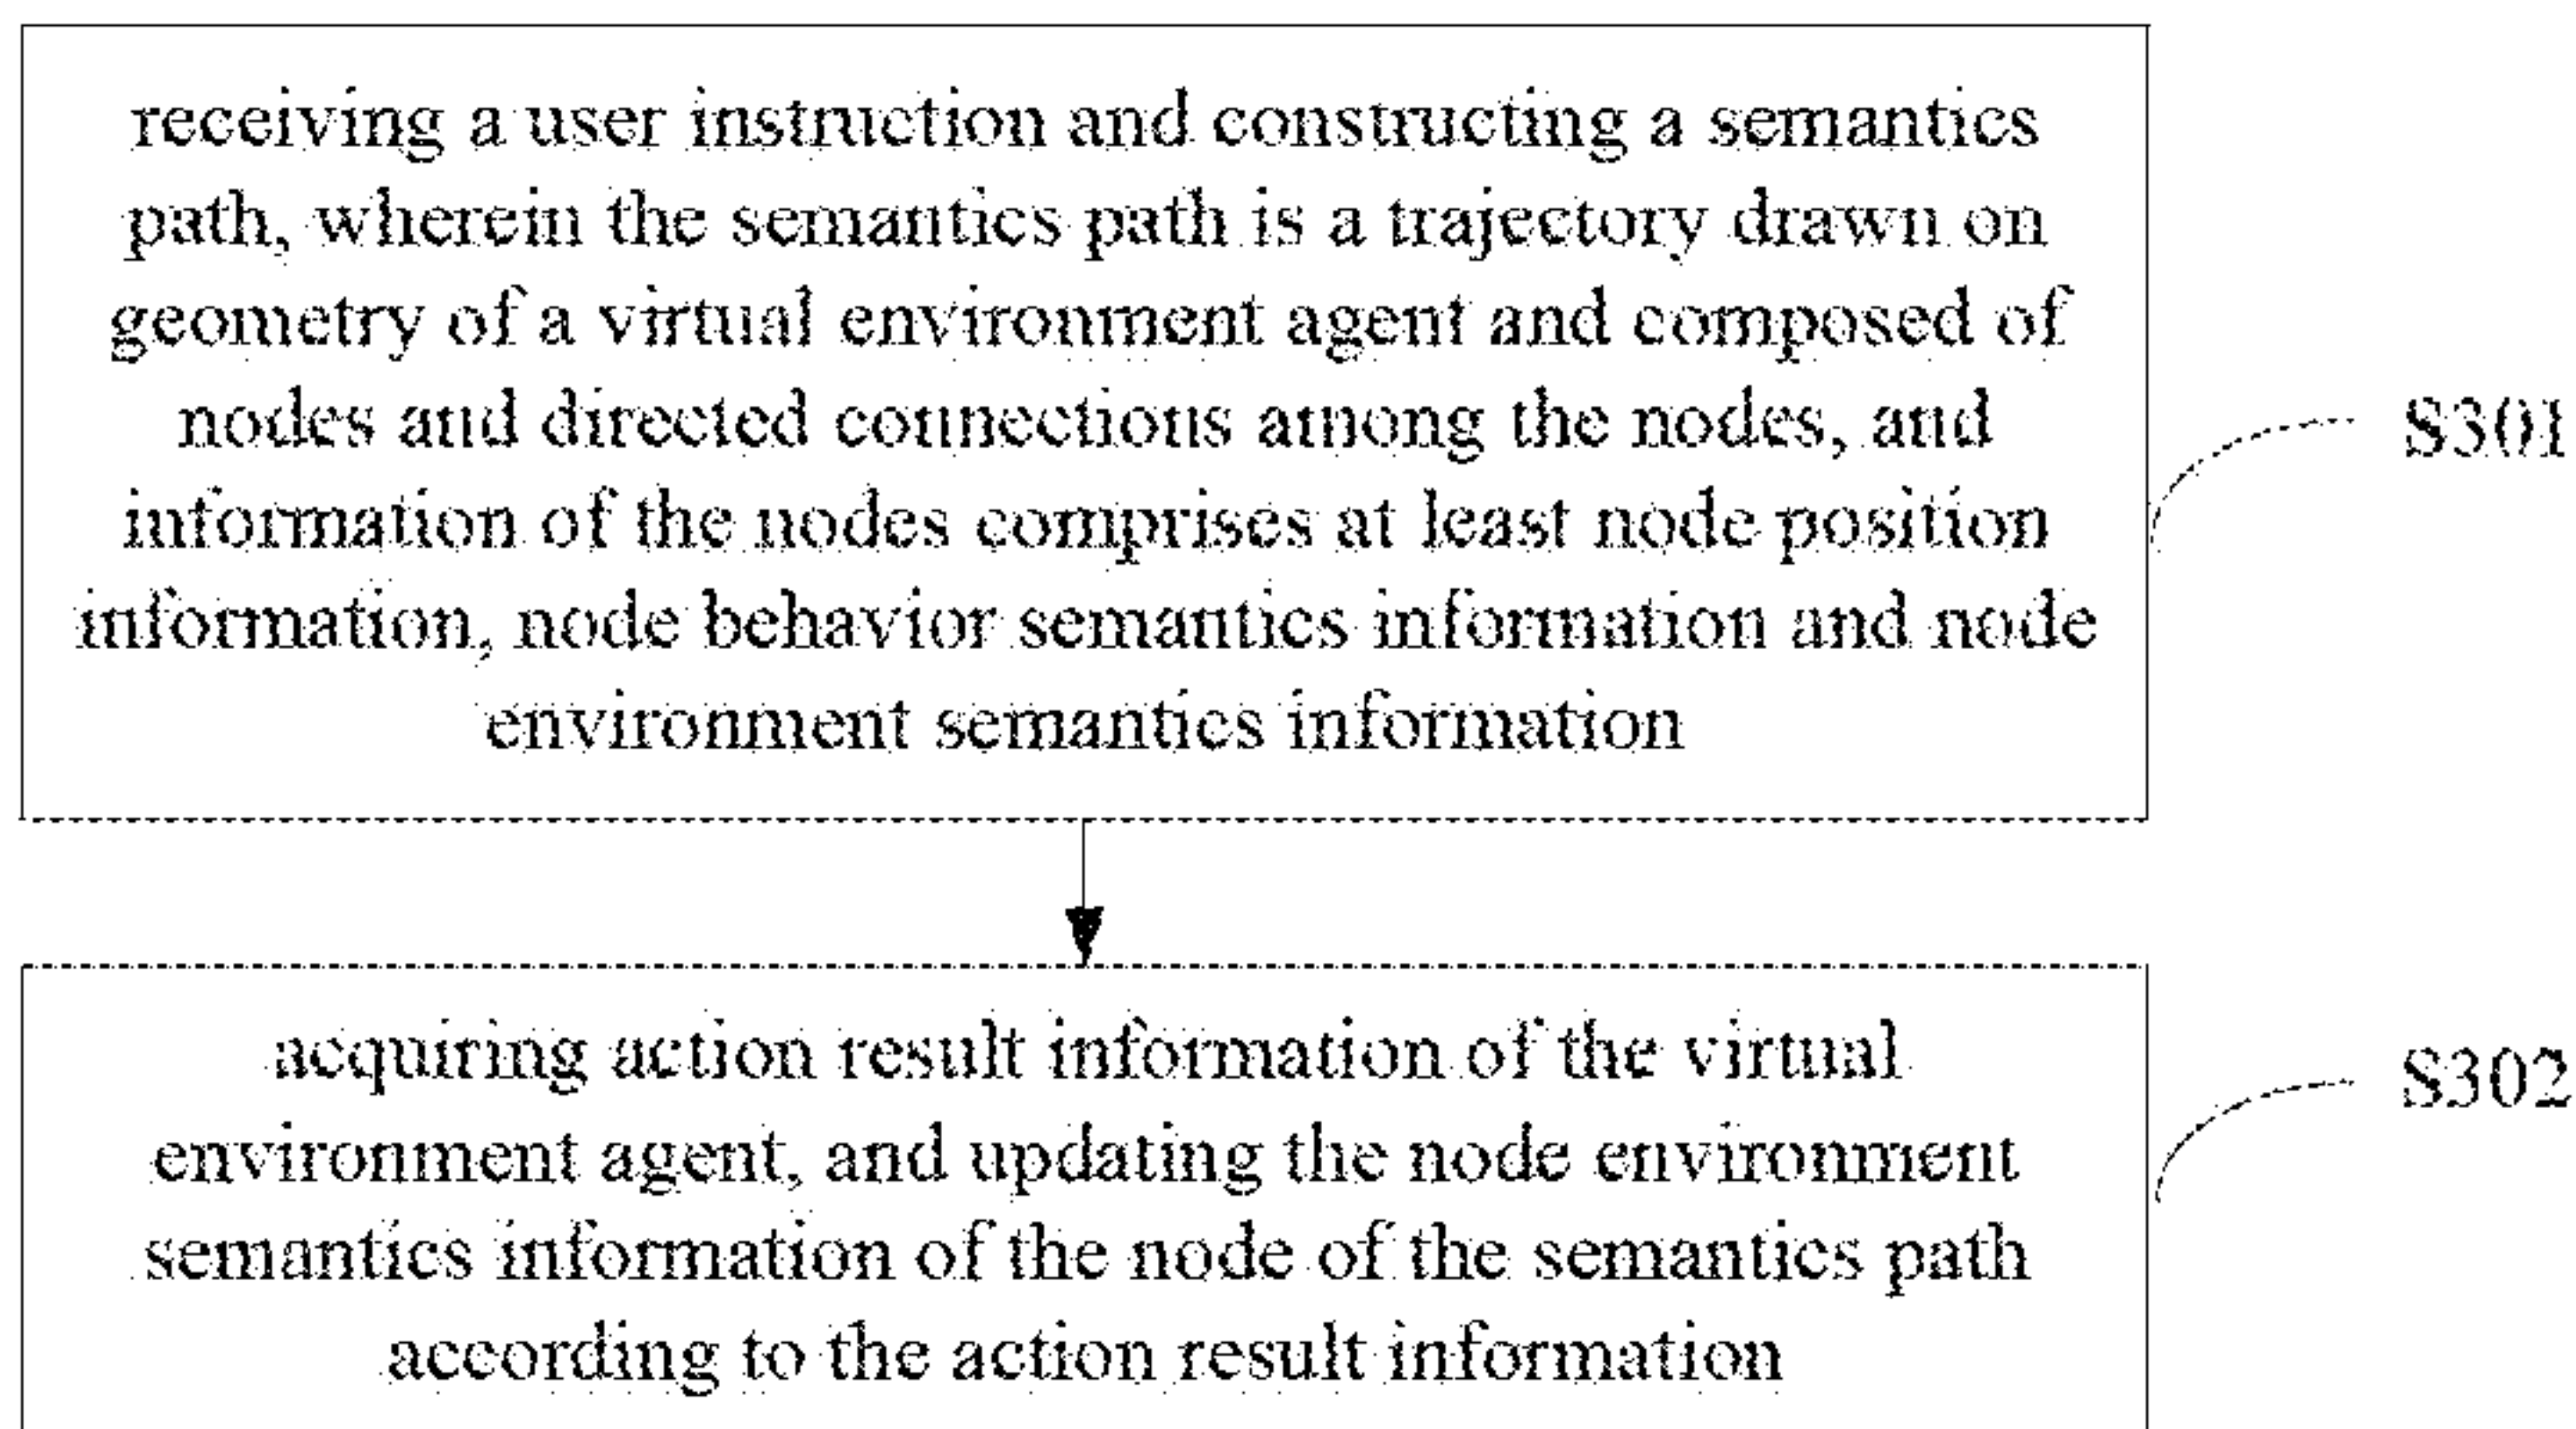 receiving a user instruction and constructing a semantics
path, wherein the semantics path is a trajectory drawn on
geometry of a virtual environment agent and composed of
nodes and directed connections among the nodes, and
information of the nodes comprises at least node position
information, node behavior semantics information and node
environment semantics information
S301
acquiring action result information of the virtual
environment agent, and updating the node environment
semantics information of the node of the semantics path
according to the action result information
S302